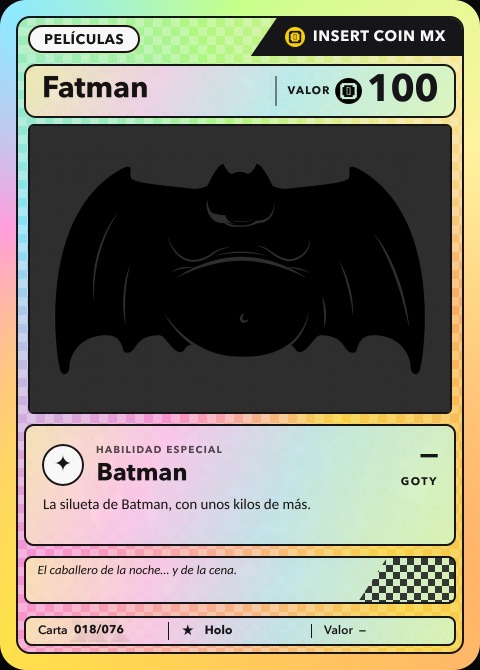 PELÍCULAS
INSERT COIN MX
Fatman
VALOR 100
HABILIDAD ESPECIAL
Batman
–
GOTY
La silueta de Batman, con unos kilos de más.
El caballero de la noche... y de la cena.
Carta 018/076 ★ Holo Valor –